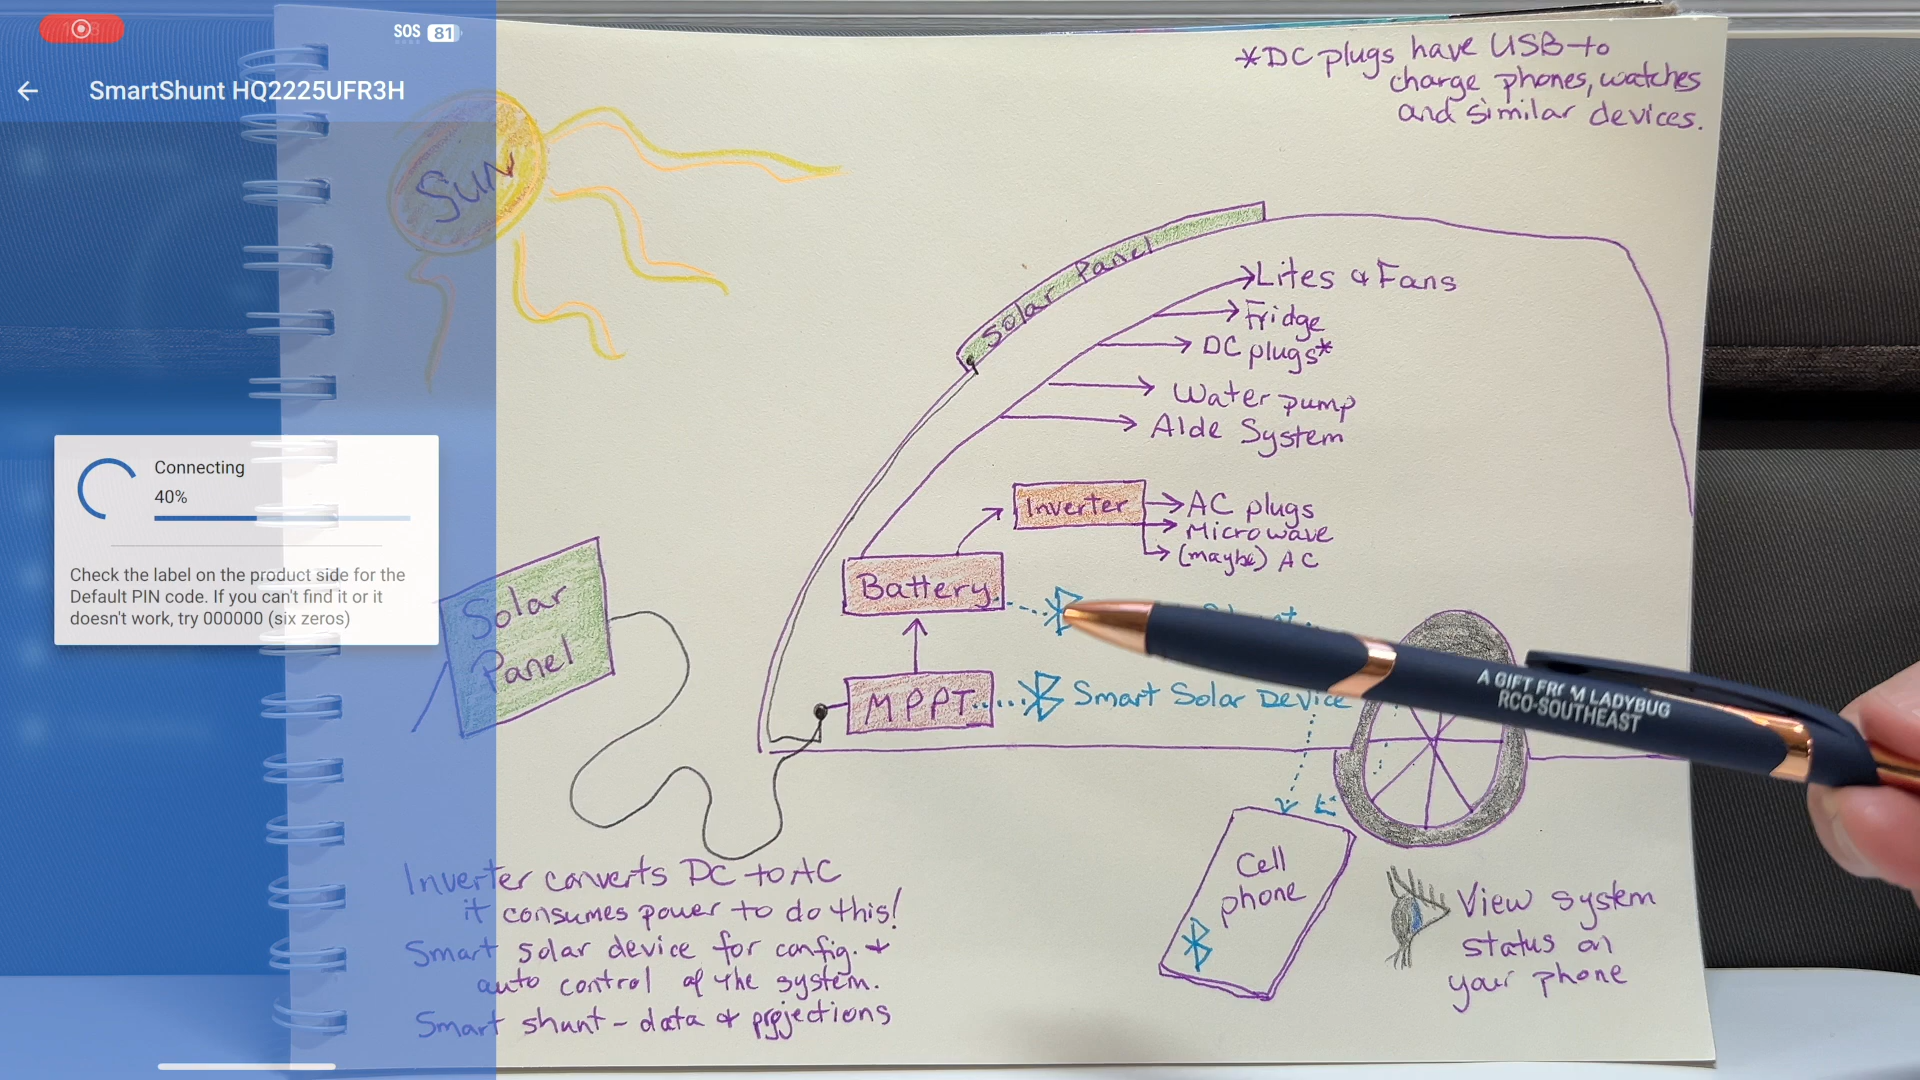 SOS 81
SmartShunt HQ2225UFR3H
Connecting
40%
Check the label on the product side for the
Default PIN code. If you can't find it or it
doesn't work, try 000000 (six zeros)
*DC plugs have USB to
charge phones, watches
and similar devices.
Sun
Solar Panel
Lites & Fans
Fridge
DC plugs*
Water pump
Alde System
Inverter
AC plugs
Microwave
(maybe) AC
Battery
Solar
Panel
MPPT
Smart Solar Device
A GIFT FROM LADYBUG
RCO-SOUTHEAST
Cell
phone
View system
status on
your phone
Inverter converts DC to AC
it consumes power to do this!
Smart solar device for config. +
auto control of the system.
Smart shunt - data & projections